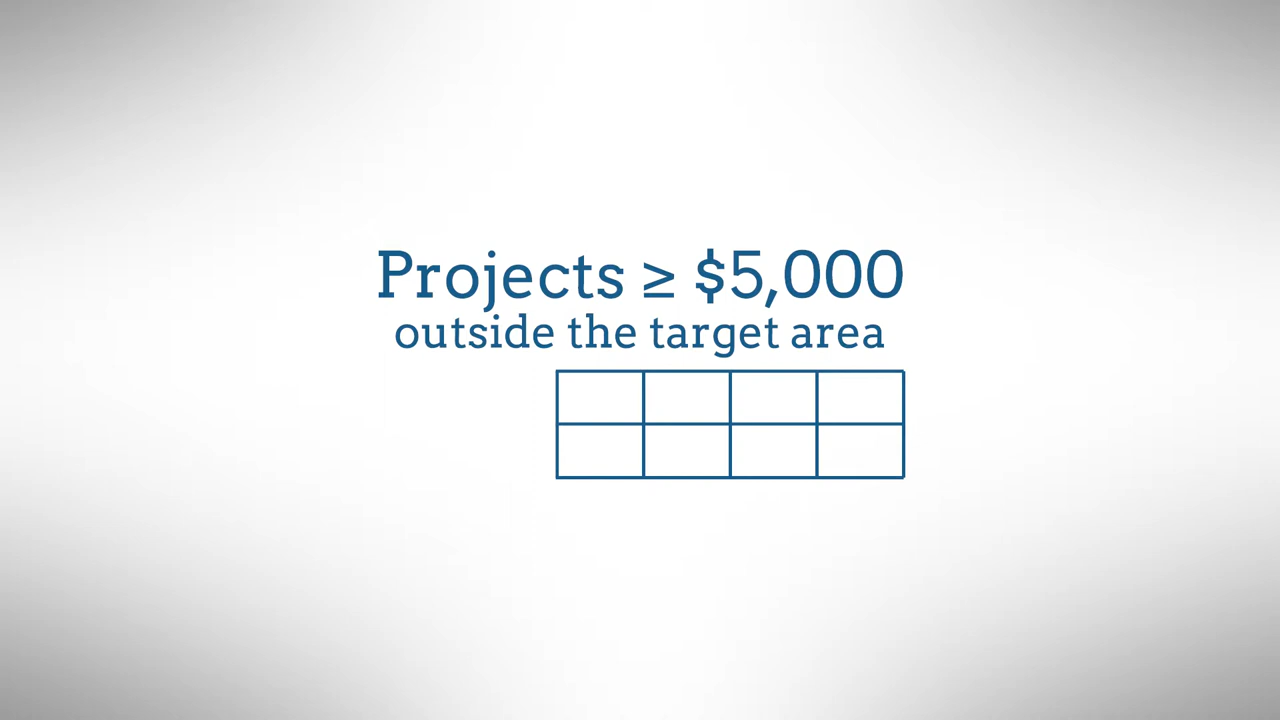 Projects ≥ $5,000
outside the target area